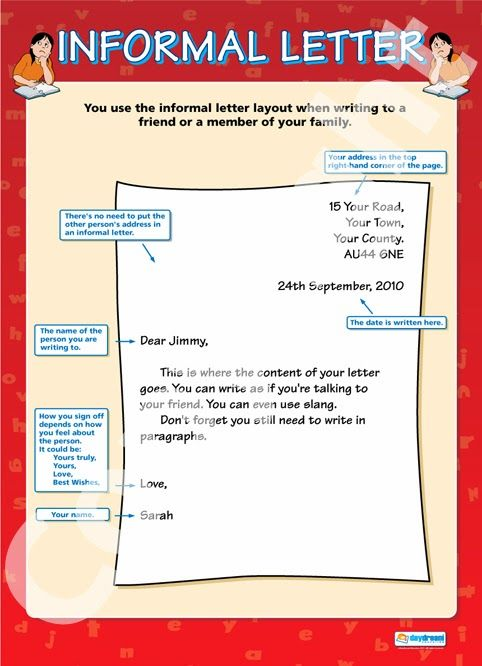 INFORMAL LETTER
You use the informal letter layout when writing to a
friend or a member of your family.
Your address in the top
right-hand corner of the page.
There's no need to put the
other person's address in
an informal letter.
15 Your Road,
Your Town,
Your County.
AU44 6NE
24th September, 2010
The date is written here.
The name of the
person you are
writing to.
Dear Jimmy,
This is where the content of your letter
goes. You can write as if you're talking to
your friend. You can even use slang.
Don't forget you still need to write in
paragraphs.
How you sign off
depends on how
you feel about
the person.
It could be:
Yours truly,
Yours,
Love,
Best Wishes,
Love,
Your name.
Sarah
daydream